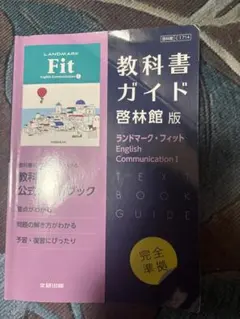 LANDMARK
Fit
English Communication I
教科書
ガイド
啓林館 版
ランドマーク・フィット
English
Communication I
TEXT
BOOK
GUIDE
完全
準拠
教科書
公式ガイドブック
要点がわかる
問題の解き方がわかる
予習・復習にぴったり
文研出版